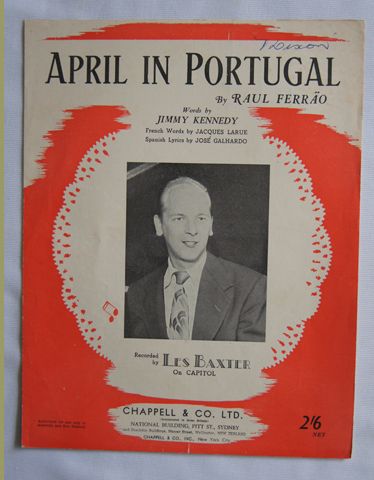 Dixon
APRIL IN PORTUGAL
By RAUL FERRÃO
Words by
JIMMY KENNEDY
French Words by JACQUES LARUE
Spanish Lyrics by JOSÉ GALHARDO
Recorded
by LES BAXTER
On CAPITOL
CHAPPELL & CO. LTD.
NATIONAL BUILDING, PITT ST., SYDNEY
CHAPPELL & CO., INC., New York City
2/6
NET